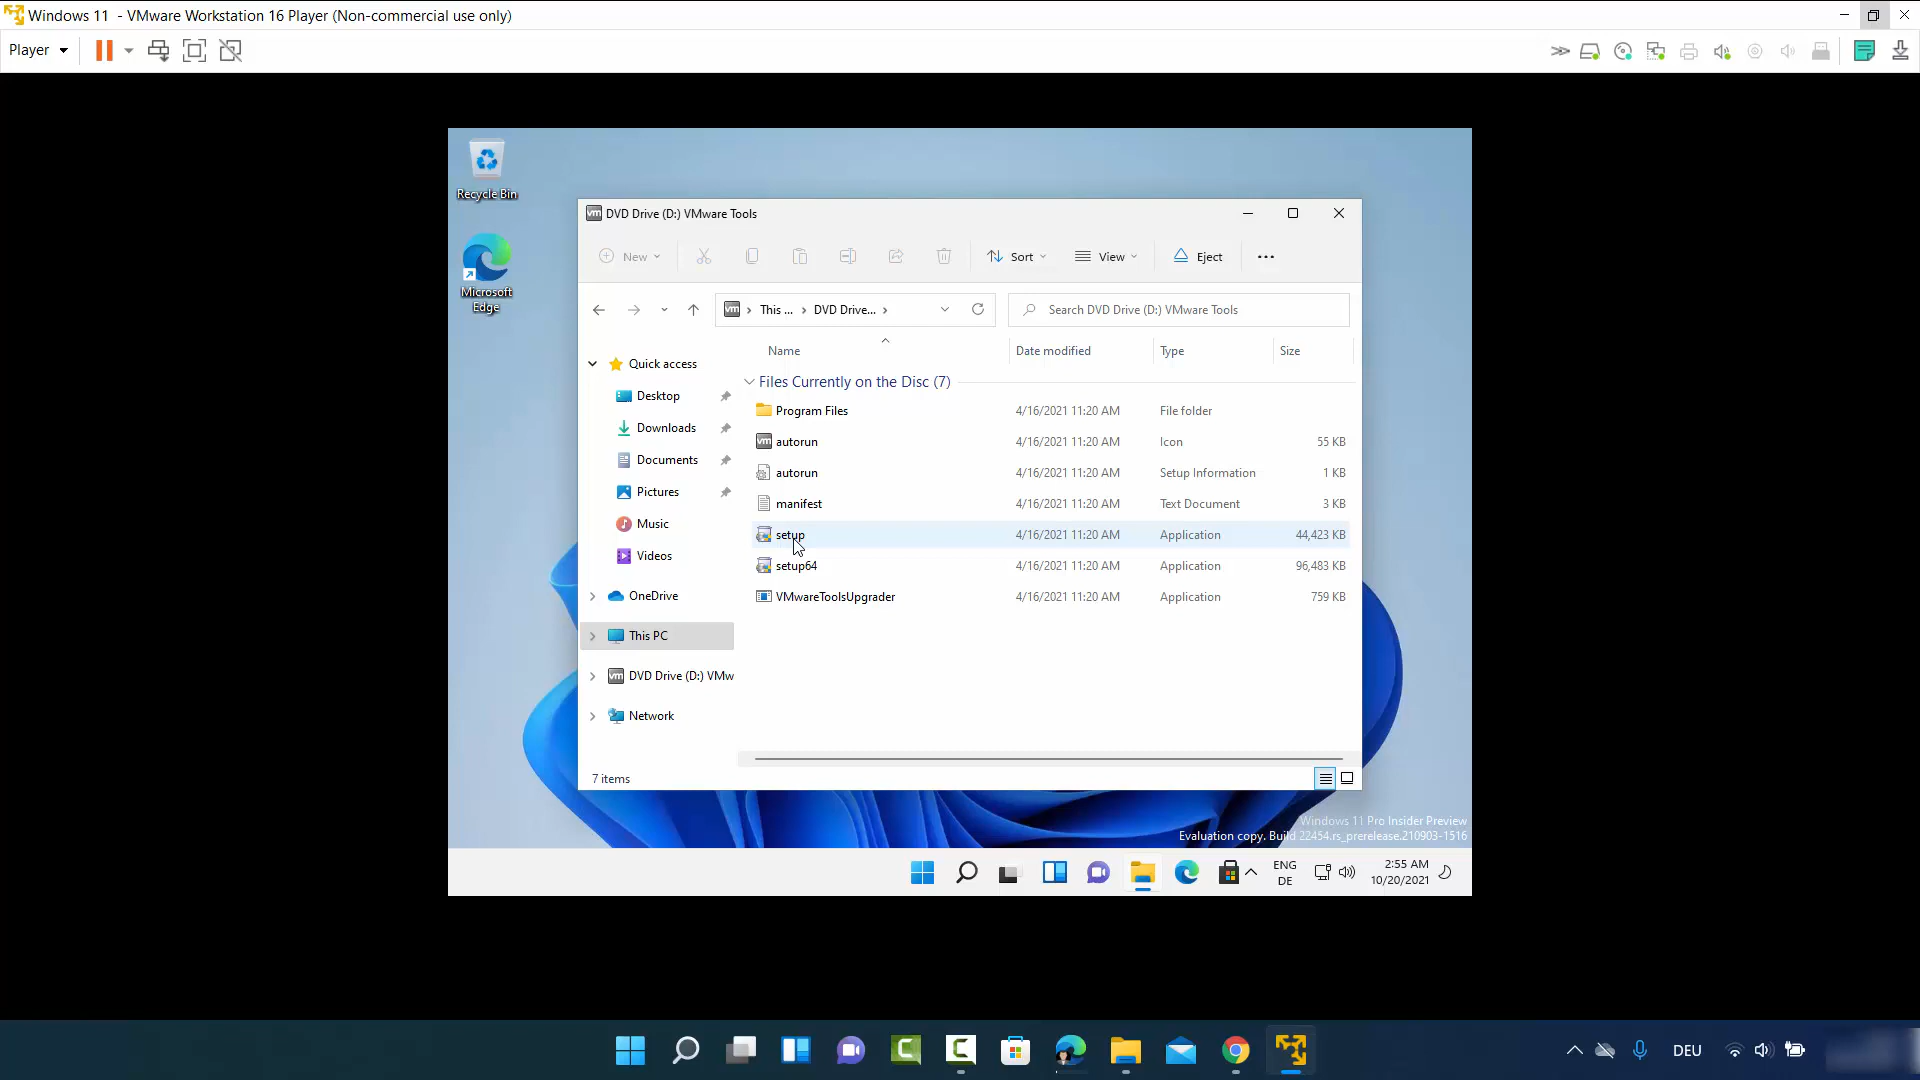 Windows 11 - VMware Workstation 16 Player (Non-commercial use only)
Player
Recycle Bin
Microsoft
Edge
vm DVD Drive (D:) VMware Tools
New
Sort
View
Eject
vm This ... DVD Drive...
Search DVD Drive (D:) VMware Tools
Name Date modified Type Size
Quick access
Desktop
Downloads
Documents
Pictures
Music
Videos
OneDrive
This PC
vm DVD Drive (D:) VMw
Network
Files Currently on the Disc (7)
Program Files 4/16/2021 11:20 AM File folder
vm autorun 4/16/2021 11:20 AM Icon 55 KB
autorun 4/16/2021 11:20 AM Setup Information 1 KB
manifest 4/16/2021 11:20 AM Text Document 3 KB
setup 4/16/2021 11:20 AM Application 44,423 KB
setup64 4/16/2021 11:20 AM Application 96,483 KB
VMwareToolsUpgrader 4/16/2021 11:20 AM Application 759 KB
7 items
Windows 11 Pro Insider Preview
Evaluation copy. Build 22454.rs_prerelease.210903-1516
ENG
DE
2:55 AM
10/20/2021
DEU